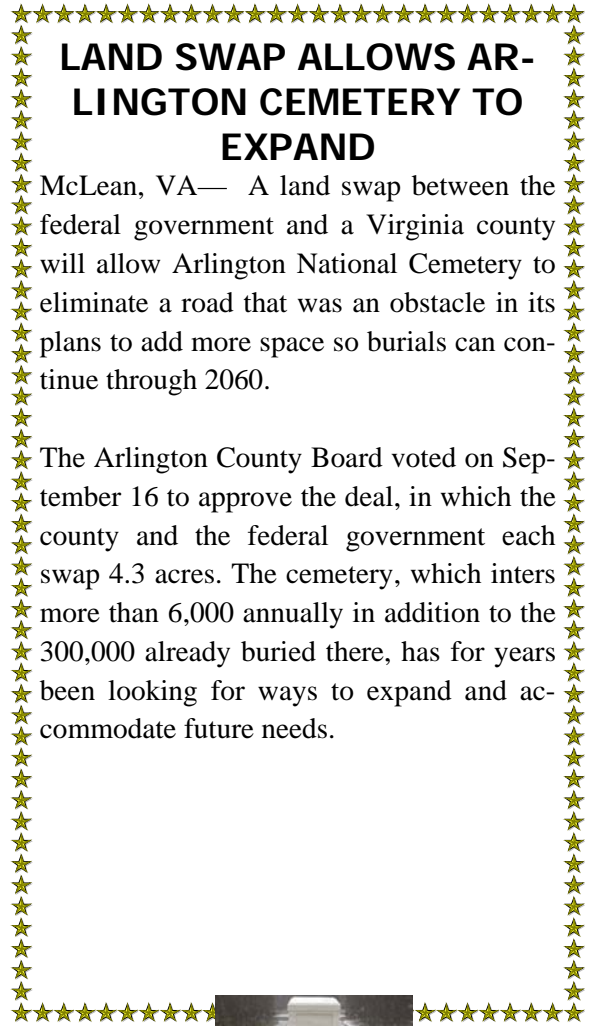 LAND SWAP ALLOWS AR-
LINGTON CEMETERY TO
EXPAND
McLean, VA— A land swap between the
federal government and a Virginia county
will allow Arlington National Cemetery to
eliminate a road that was an obstacle in its
plans to add more space so burials can con-
tinue through 2060.
The Arlington County Board voted on Sep-
tember 16 to approve the deal, in which the
county and the federal government each
swap 4.3 acres. The cemetery, which inters
more than 6,000 annually in addition to the
300,000 already buried there, has for years
been looking for ways to expand and ac-
commodate future needs.